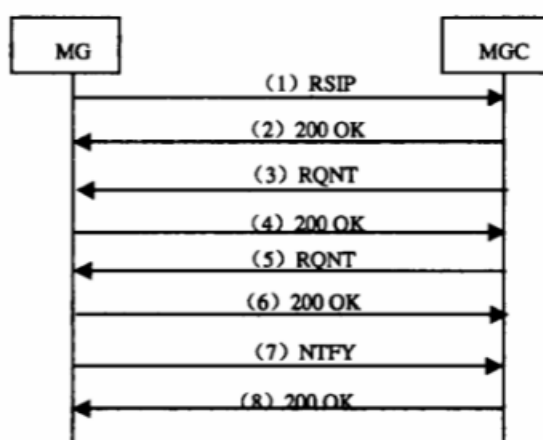 MG
MGC
（1）RSIP
（2）200 OK
（3）RQNT
（4）200 OK
（5）RQNT
（6）200 OK
（7）NTFY
（8）200 OK